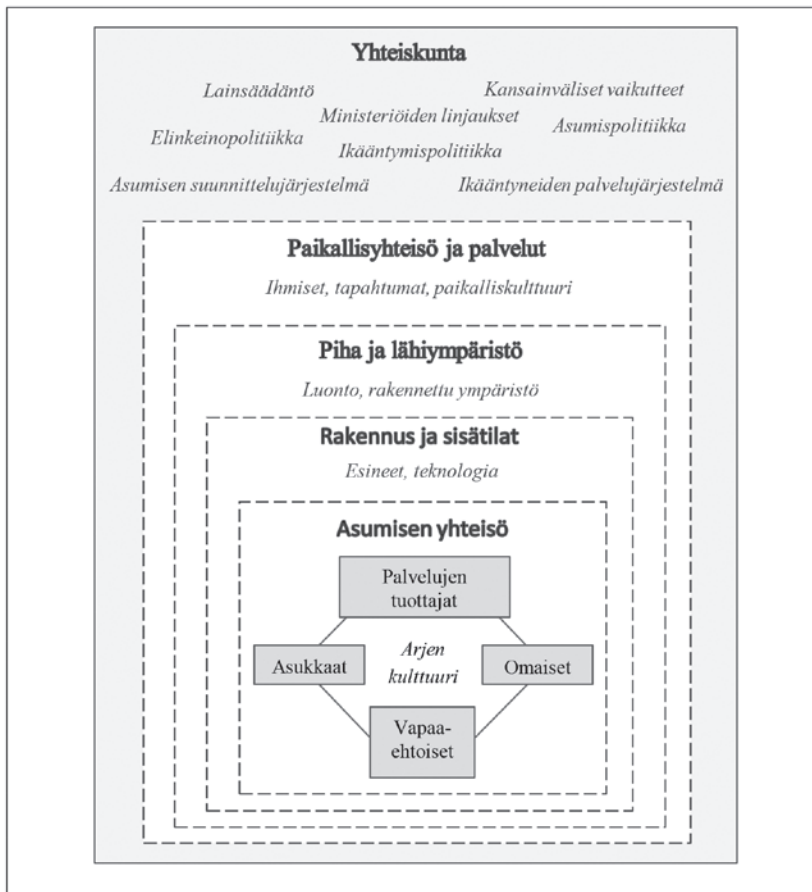 Yhteiskunta
Lainsäädäntö
Kansainväliset vaikutteet
Ministeriöiden linjaukset
Elinkeinopolitiikka
Asumispolitiikka
Ikääntymispolitiikka
Asumisen suunnittelujärjestelmä
Ikääntyneiden palvelujärjestelmä
Paikallisyhteisö ja palvelut
Ihmiset, tapahtumat, paikalliskulttuuri
Piha ja lähiympäristö
Luonto, rakennettu ympäristö
Rakennus ja sisätilat
Esineet, teknologia
Asumisen yhteisö
Palvelujen
tuottajat
Asukkaat
Arjen
kulttuuri
Omaiset
Vapaa-
ehtoiset